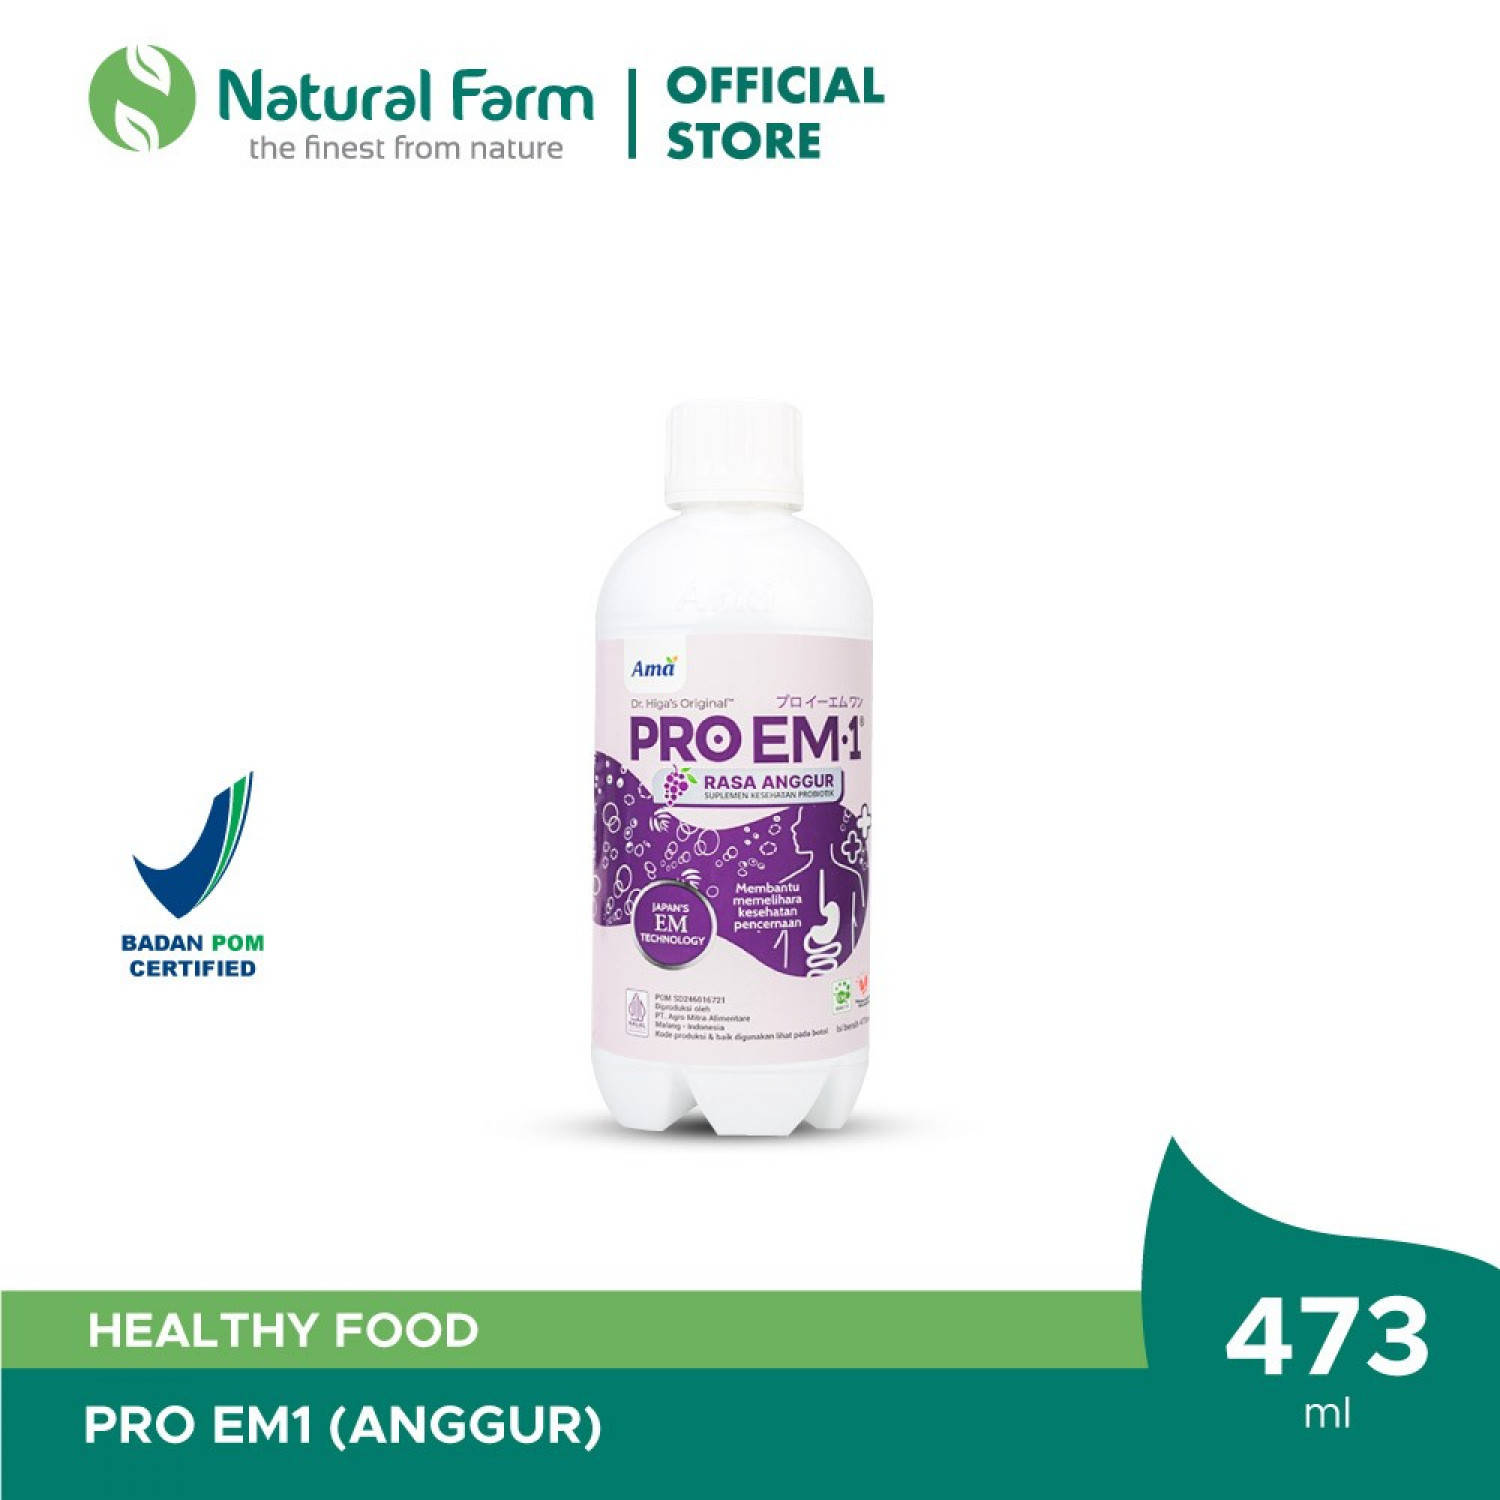 Natural Farm
the finest from nature
OFFICIAL
STORE
Ama
Dr. Higa's Original™
プロ イーエム ワン
PRO EM•1®
RASA ANGGUR
SUPLEMEN KESEHATAN PROBIOTIK
Membantu
memelihara
kesehatan
pencernaan
JAPAN'S
EM
TECHNOLOGY
HALAL
POM SD246016721
Diproduksi oleh
PT. Agro Mitra Alimentare
Malang - Indonesia
Kode produksi & baik digunakan lihat pada botol
Isi bersih
BADAN POM
CERTIFIED
HEALTHY FOOD
PRO EM1 (ANGGUR)
473
ml